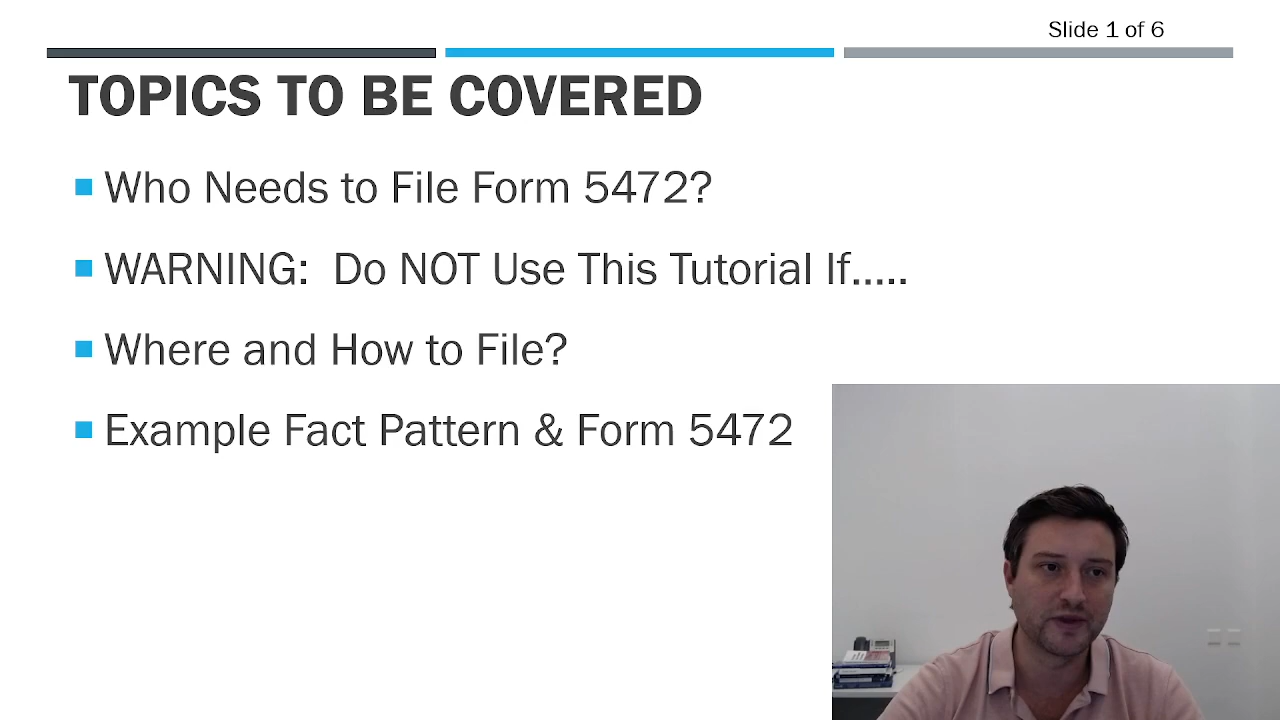 Slide 1 of 6
TOPICS TO BE COVERED
Who Needs to File Form 5472?
WARNING:  Do NOT Use This Tutorial If.....
Where and How to File?
Example Fact Pattern & Form 5472